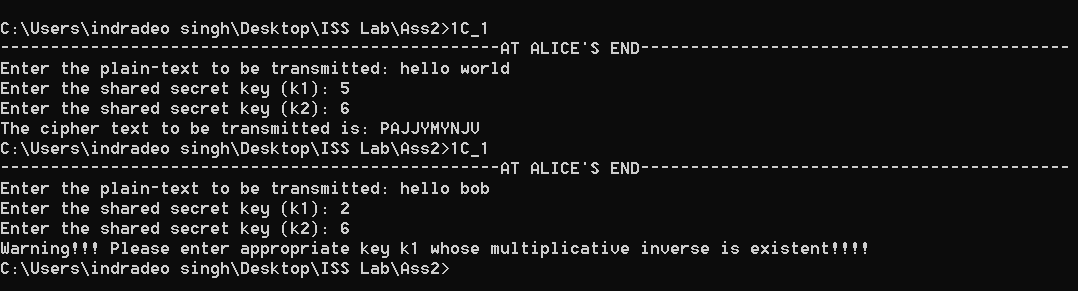 C:\Users\indradeo singh\Desktop\ISS Lab\Ass2>1C_1
--------------------------------------------------AT ALICE'S END-------------------------------------------
Enter the plain-text to be transmitted: hello world
Enter the shared secret key (k1): 5
Enter the shared secret key (k2): 6
The cipher text to be transmitted is: PAJJYMYNJV
C:\Users\indradeo singh\Desktop\ISS Lab\Ass2>1C_1
--------------------------------------------------AT ALICE'S END-------------------------------------------
Enter the plain-text to be transmitted: hello bob
Enter the shared secret key (k1): 2
Enter the shared secret key (k2): 6
Warning!!! Please enter appropriate key k1 whose multiplicative inverse is existent!!!!
C:\Users\indradeo singh\Desktop\ISS Lab\Ass2>